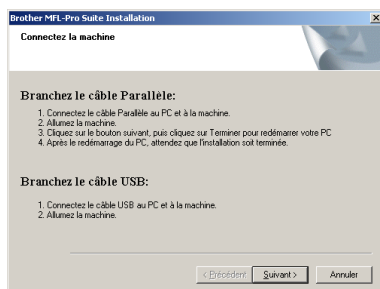 Brother MFL-Pro Suite Installation
Connectez la machine
Branchez le câble Parallèle:
1. Connectez le câble Parallèle au PC et à la machine.
2. Allumez la machine.
3. Cliquez sur le bouton suivant, puis cliquez sur Terminer pour redémarrer votre PC
4. Après le redémarrage du PC, attendez que l'installation soit terminée.
Branchez le câble USB:
1. Connectez le câble USB au PC et à la machine.
2. Allumez la machine.
< Précédent Suivant > Annuler